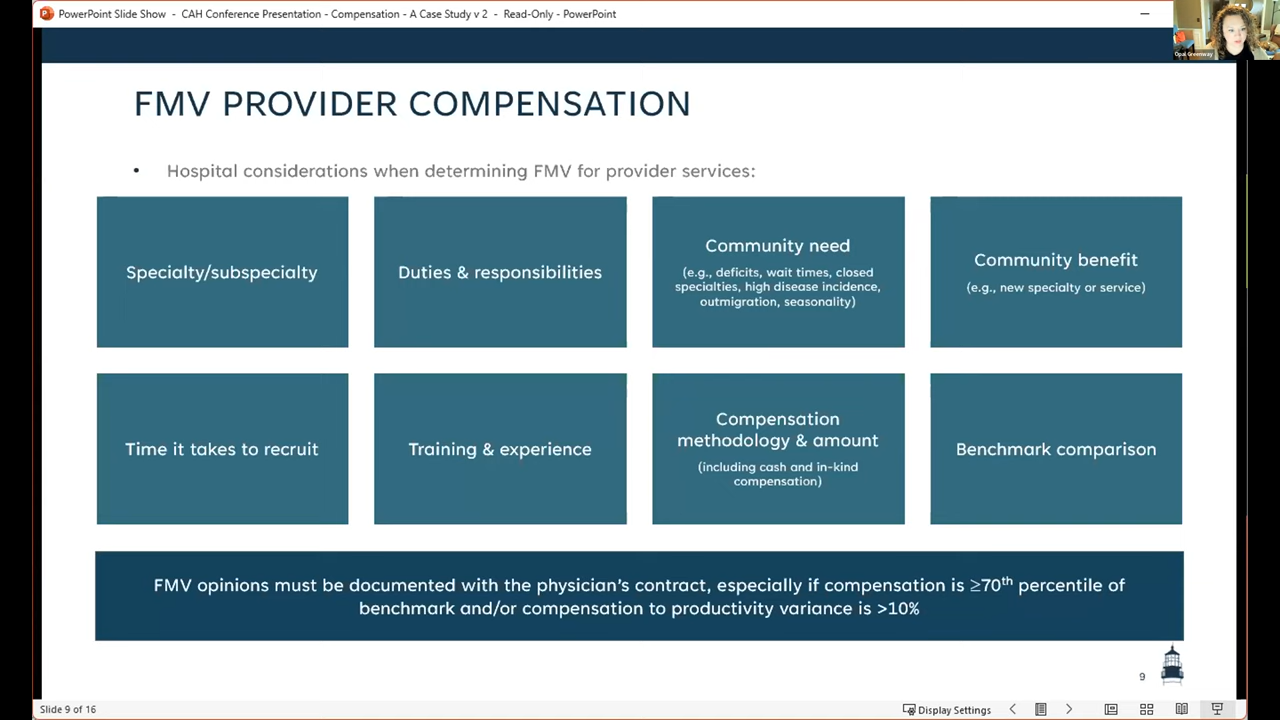 PowerPoint Slide Show - CAH Conference Presentation - Compensation - A Case Study v 2 - Read-Only - PowerPoint
Opal Greenway
FMV PROVIDER COMPENSATION
• Hospital considerations when determining FMV for provider services:
Specialty/subspecialty
Duties & responsibilities
Community need
(e.g., deficits, wait times, closed
specialties, high disease incidence,
outmigration, seasonality)
Community benefit
(e.g., new specialty or service)
Time it takes to recruit
Training & experience
Compensation
methodology & amount
(including cash and in-kind
compensation)
Benchmark comparison
FMV opinions must be documented with the physician's contract, especially if compensation is ≥70th percentile of
benchmark and/or compensation to productivity variance is >10%
9
Slide 9 of 16
Display Settings